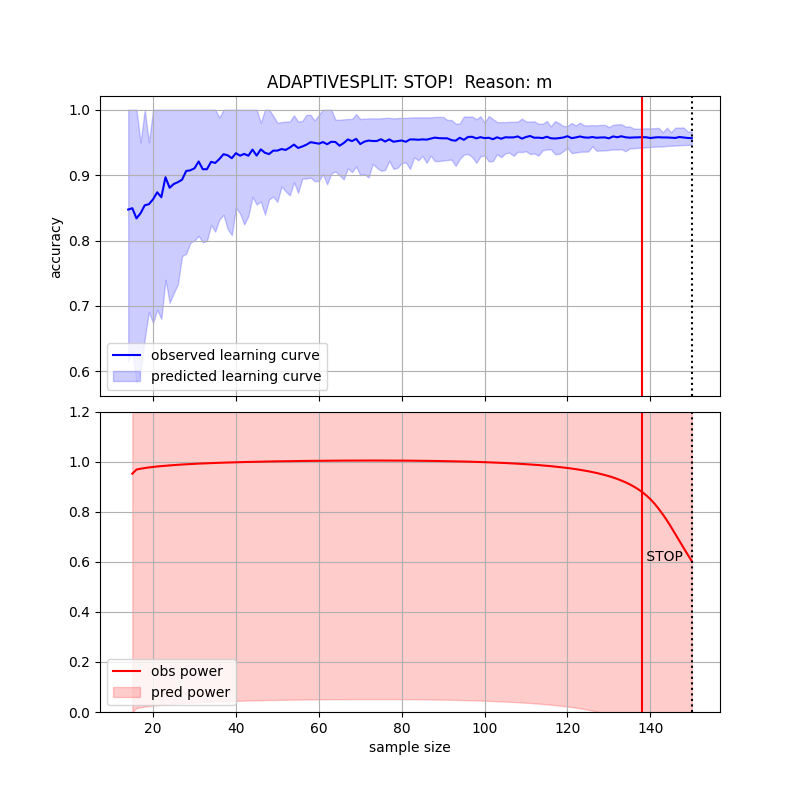 ADAPTIVESPLIT: STOP!  Reason: m
1.0
0.9
0.8
0.7
0.6
accuracy
observed learning curve
predicted learning curve
1.2
1.0
0.8
0.6
0.4
0.2
0.0
STOP
obs power
pred power
20 40 60 80 100 120 140
sample size